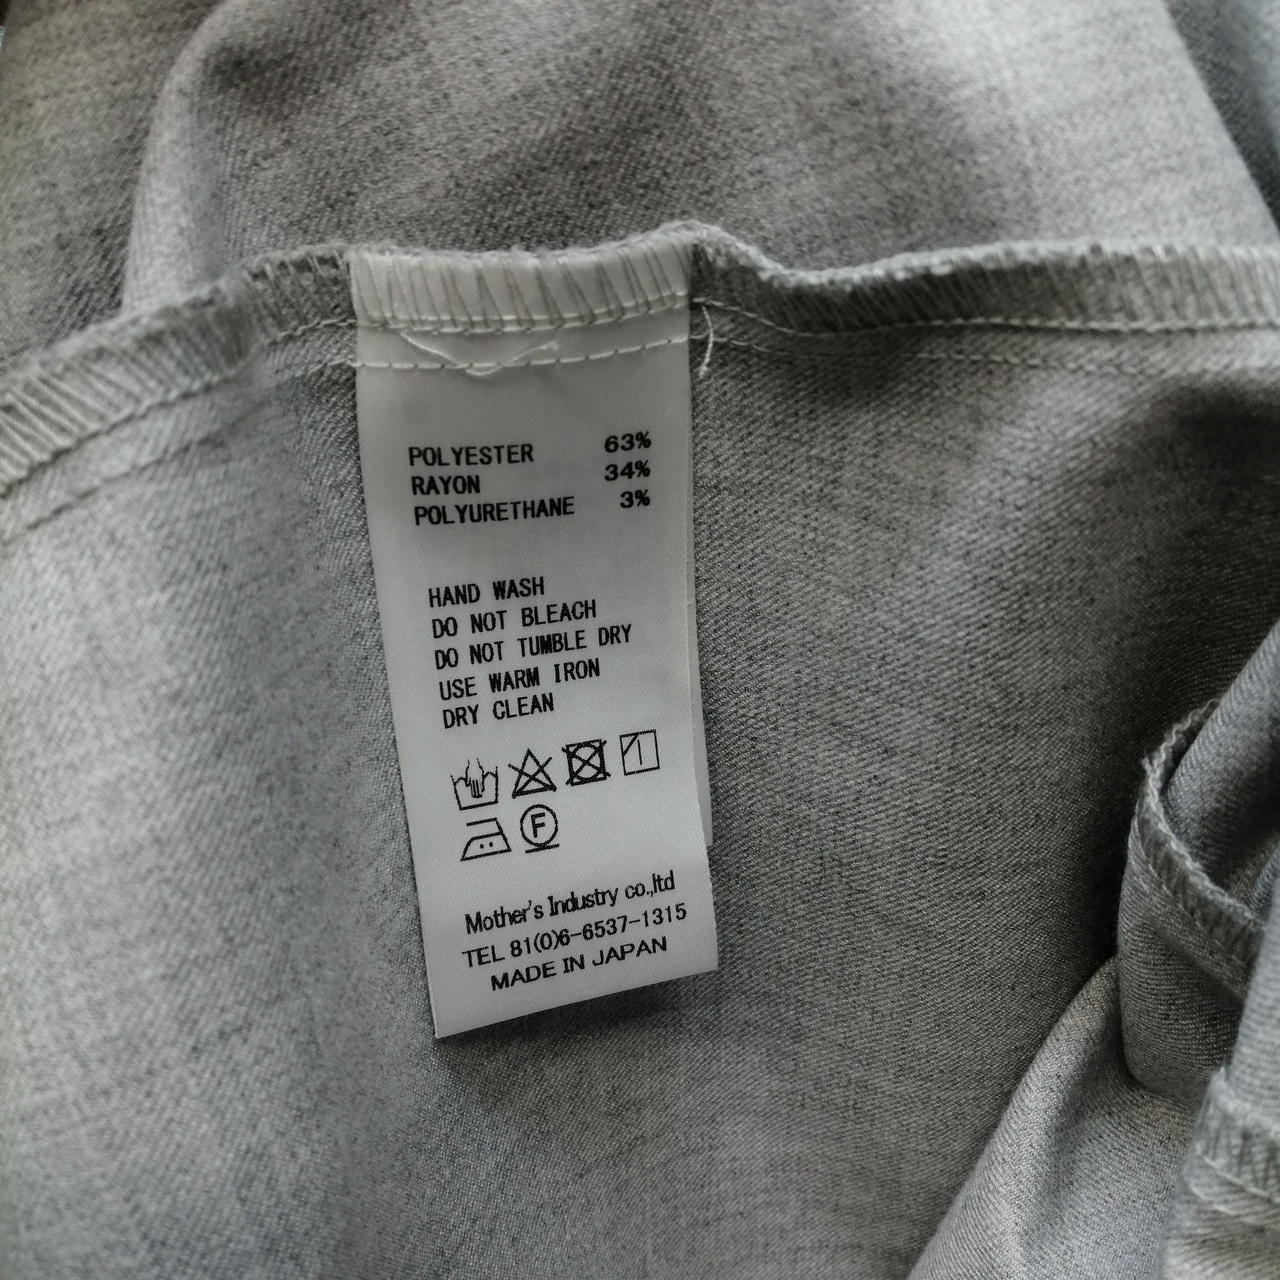 POLYESTER 63%
RAYON 34%
POLYURETHANE 3%
HAND WASH
DO NOT BLEACH
DO NOT TUMBLE DRY
USE WARM IRON
DRY CLEAN
F
Mother's Industry co.,ltd
TEL 81(0)6-6537-1315
MADE IN JAPAN